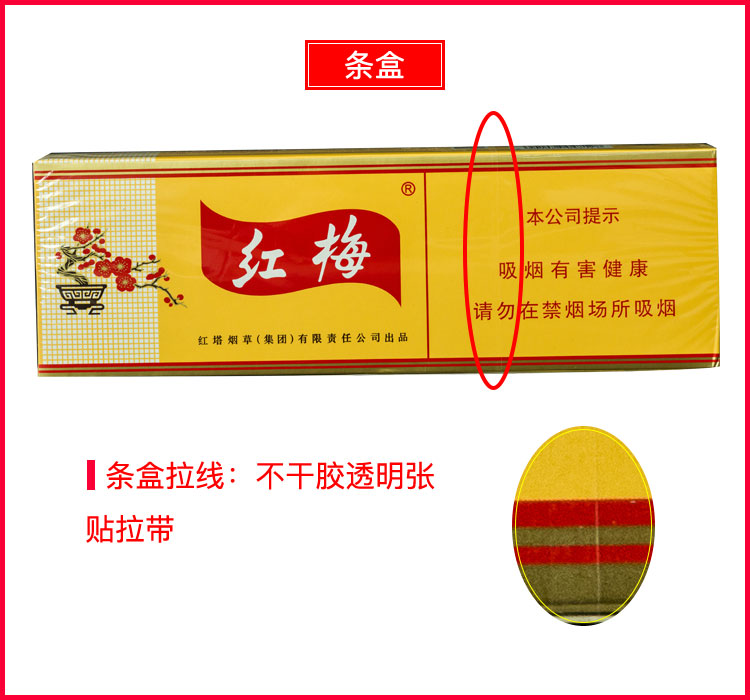 条盒
®
红梅
红塔烟草(集团)有限责任公司出品
本公司提示
吸烟有害健康
请勿在禁烟场所吸烟
条盒拉线：不干胶透明张
贴拉带